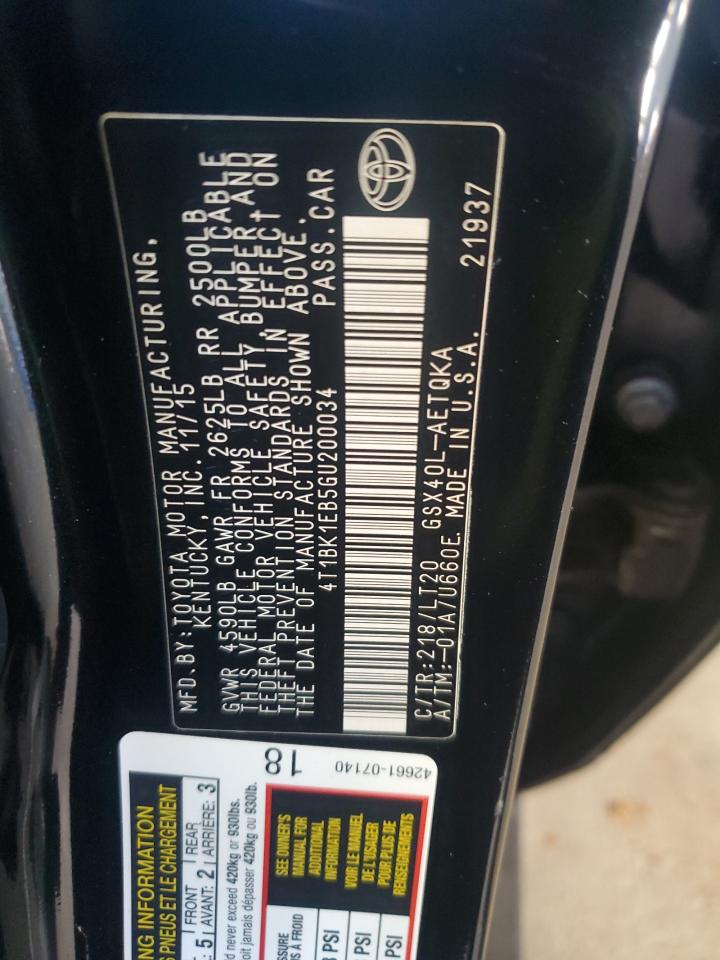 MFD.BY:TOYOTA MOTOR MANUFACTURING,
KENTUCKY, INC. 11/15
GVWR 4590LB GAWR FR 2625LB RR 2500LB
THIS VEHICLE CONFORMS TO ALL APPLICABLE
FEDERAL MOTOR VEHICLE SAFETY, BUMPER AND
THEFT PREVENTION STANDARDS IN EFFECT ON
THE DATE OF MANUFACTURE SHOWN ABOVE.
4T1BK1EB5GU200034 PASS.CAR
C/TR:218/LT20 GSX40L-AETQKA
A/TM:-01A/U660E. MADE IN U.S.A. 21937
18
42661-07140
ING INFORMATION
PNEUS ET LE CHARGEMENT
5 FRONT REAR
AVANT: 2 ARRIÈRE: 3
d never exceed 420kg or 930lbs.
oit jamais dépasser 420kg ou 930lb.
SEE OWNER'S
MANUAL FOR
ADDITIONAL
INFORMATION
VOIR LE MANUEL
DE L'USAGER
POUR PLUS DE
RENSEIGNEMENTS
À FROID
PSI
PSI
PSI